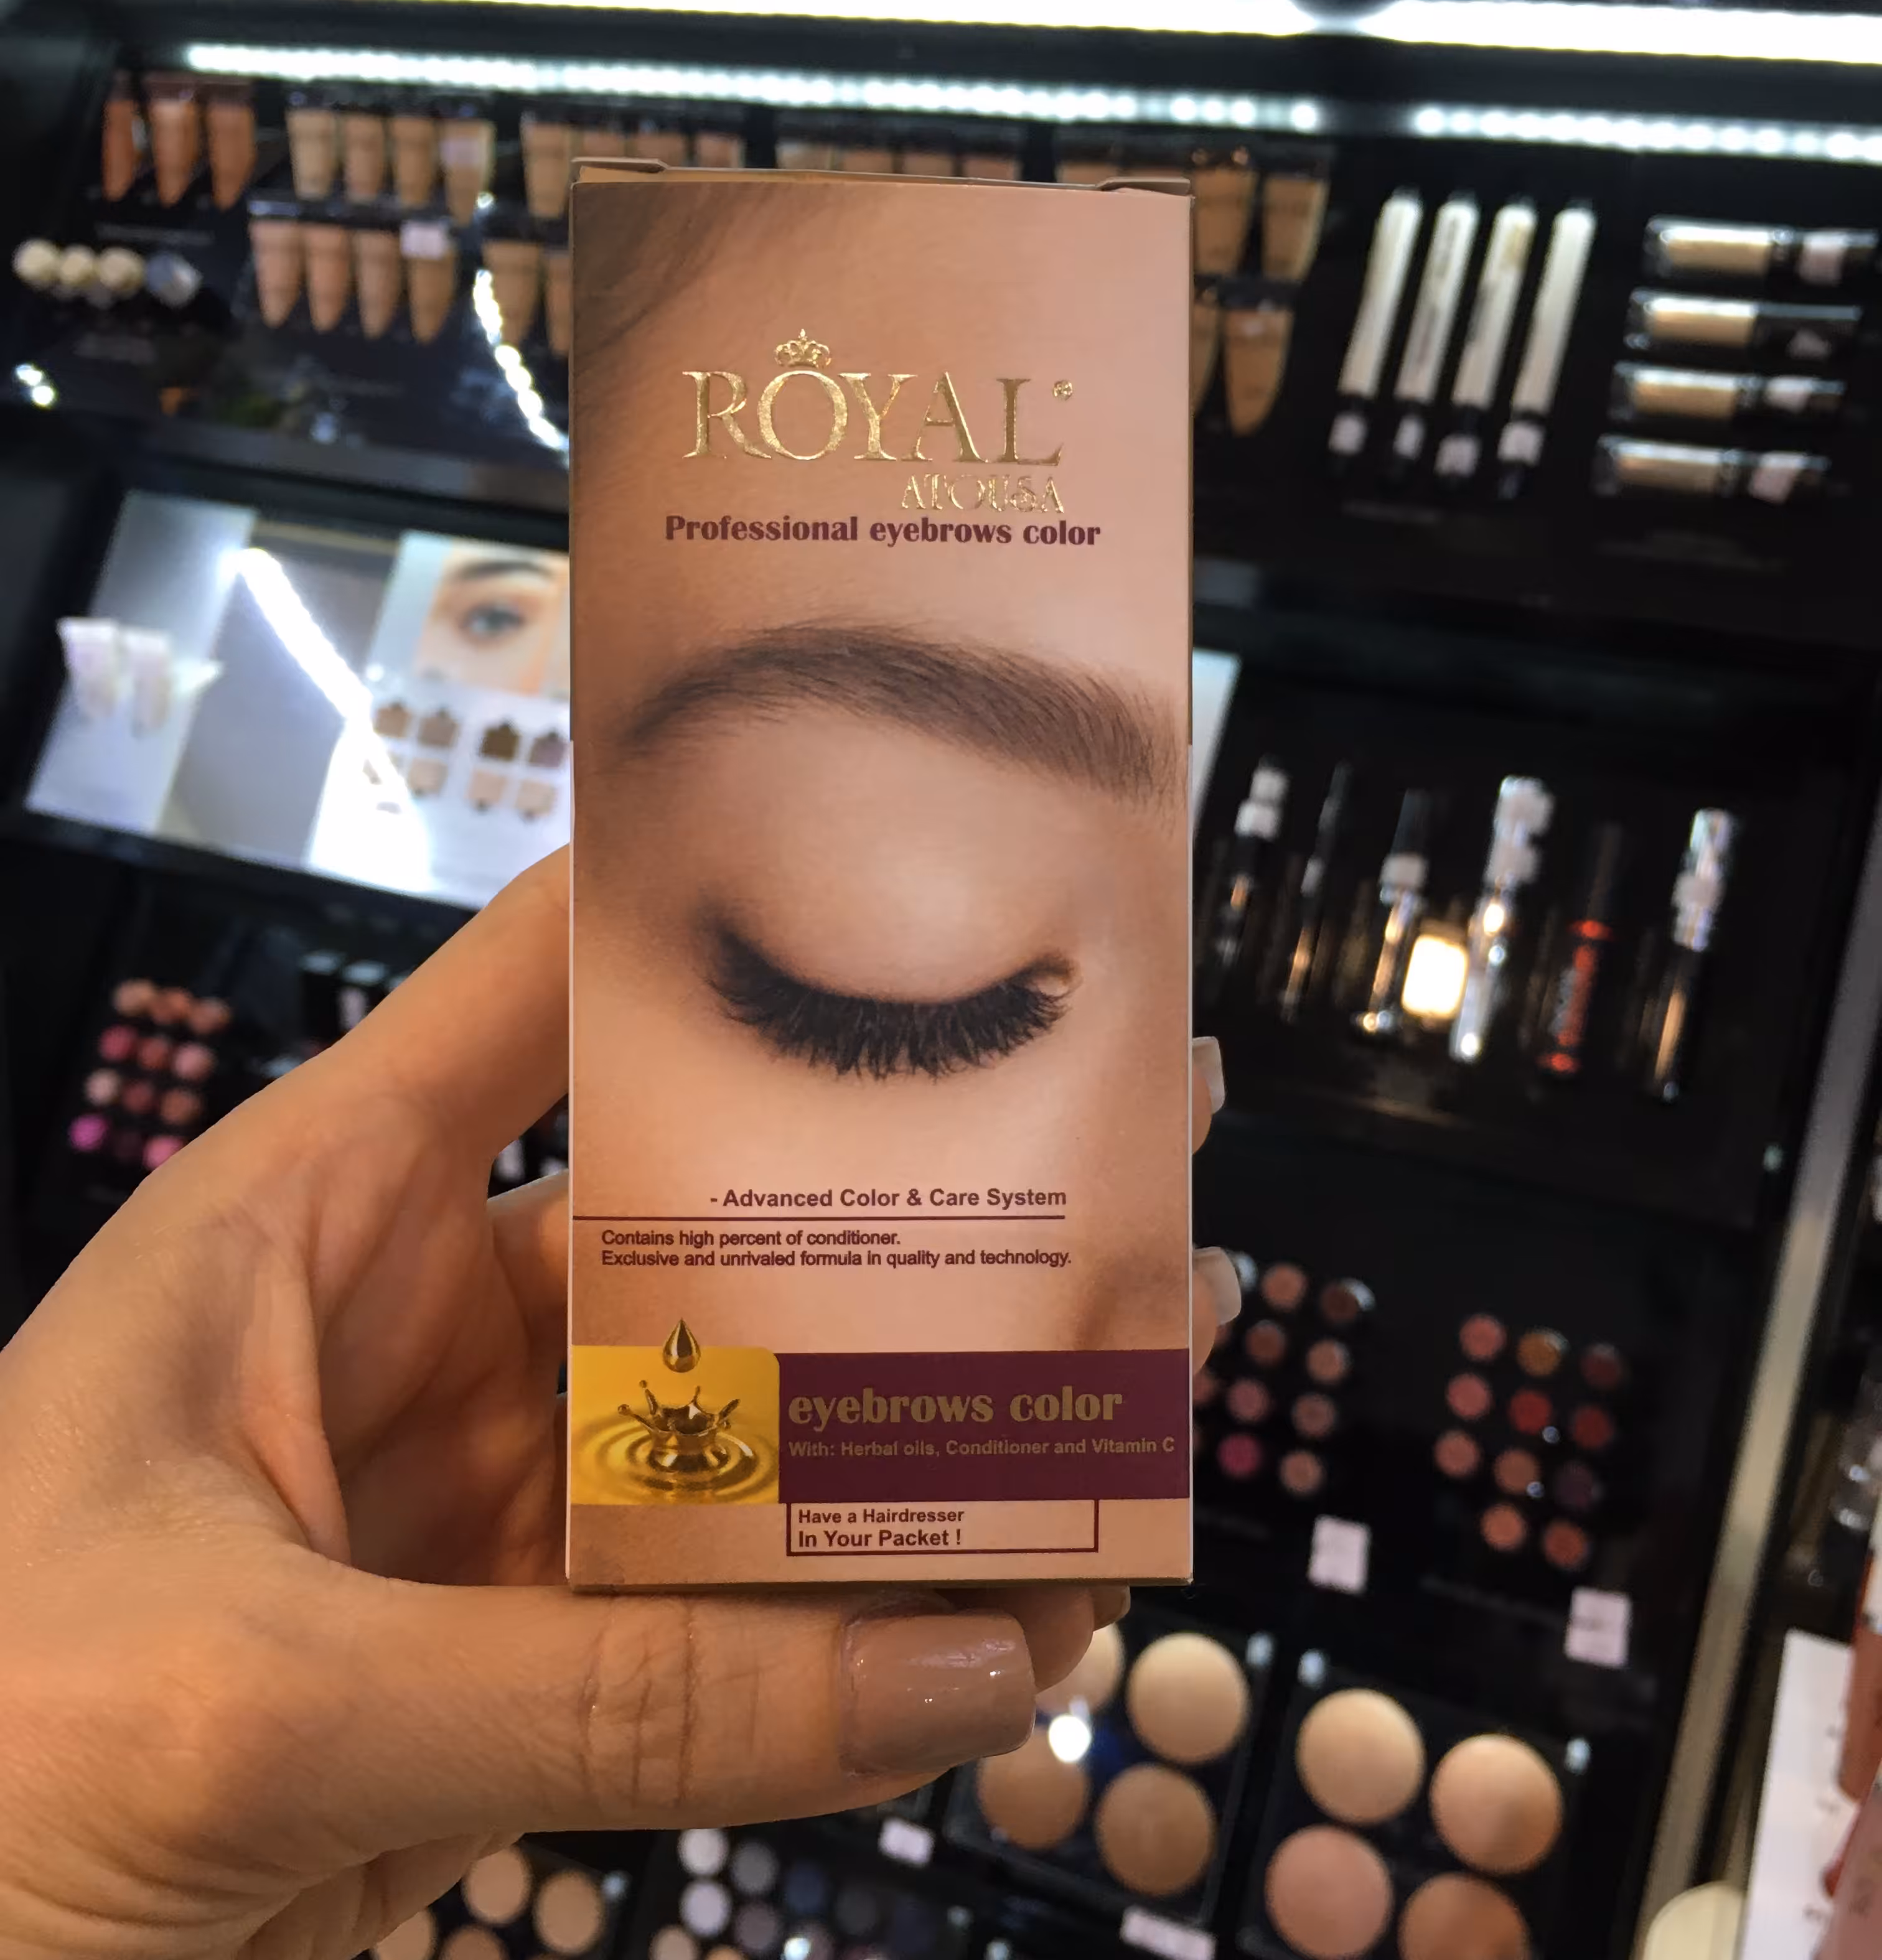 ROYAL®
ATOUSA
Professional eyebrows color
- Advanced Color & Care System
Contains high percent of conditioner.
Exclusive and unrivaled formula in quality and technology.
eyebrows color
With: Herbal oils, Conditioner and Vitamin C
Have a Hairdresser
In Your Packet !